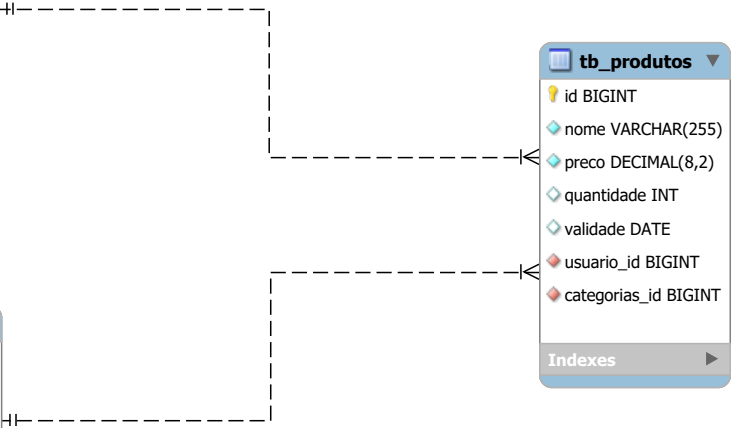 tb_produtos
id BIGINT
nome VARCHAR(255)
preco DECIMAL(8,2)
quantidade INT
validade DATE
usuario_id BIGINT
categorias_id BIGINT
Indexes